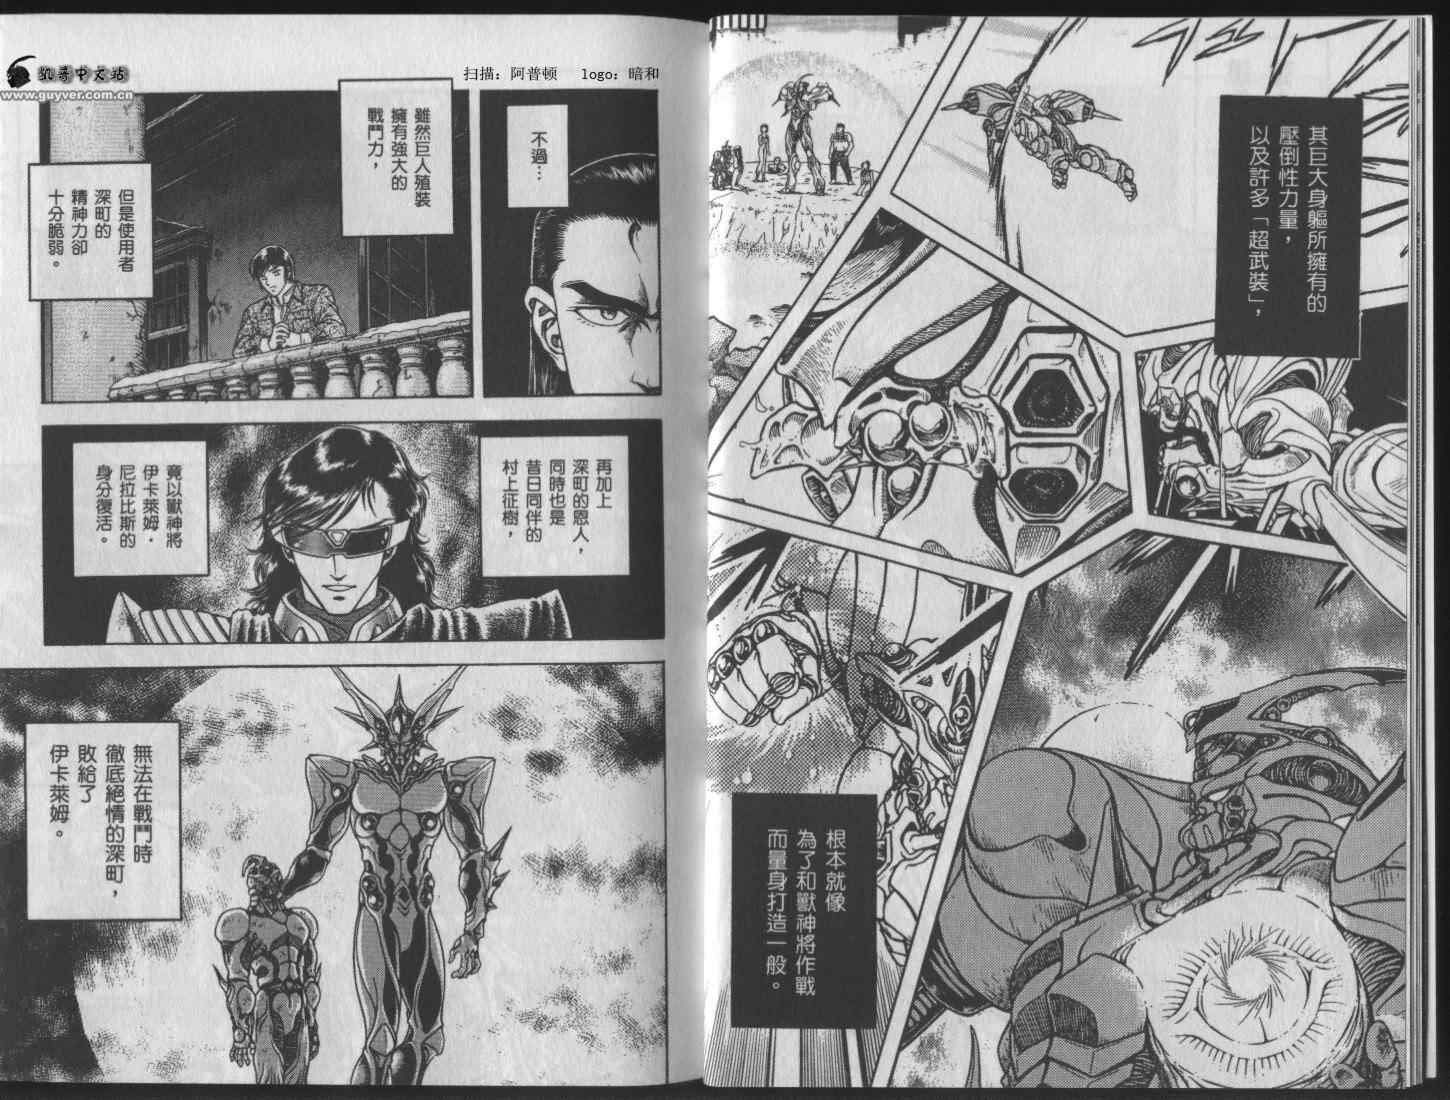 凱哥中文站
www.guyver.com.cn
扫描：阿普顿 logo：暗和
其巨大身軀所擁有的
壓倒性力量，
以及許多「超武裝」，
根本就像
為了和獸神將作戰
而量身打造一般。
不過…
雖然巨人殖裝
擁有強大的
戰鬥力，
但是使用者
深町的
精神力卻
十分脆弱。
再加上
深町的恩人，
同時也是
昔日同伴的
村上征樹，
竟以獸神將
伊卡萊姆·
尼拉比斯的
身分復活。
無法在戰鬥時
徹底絕情的深町，
敗給了
伊卡萊姆。